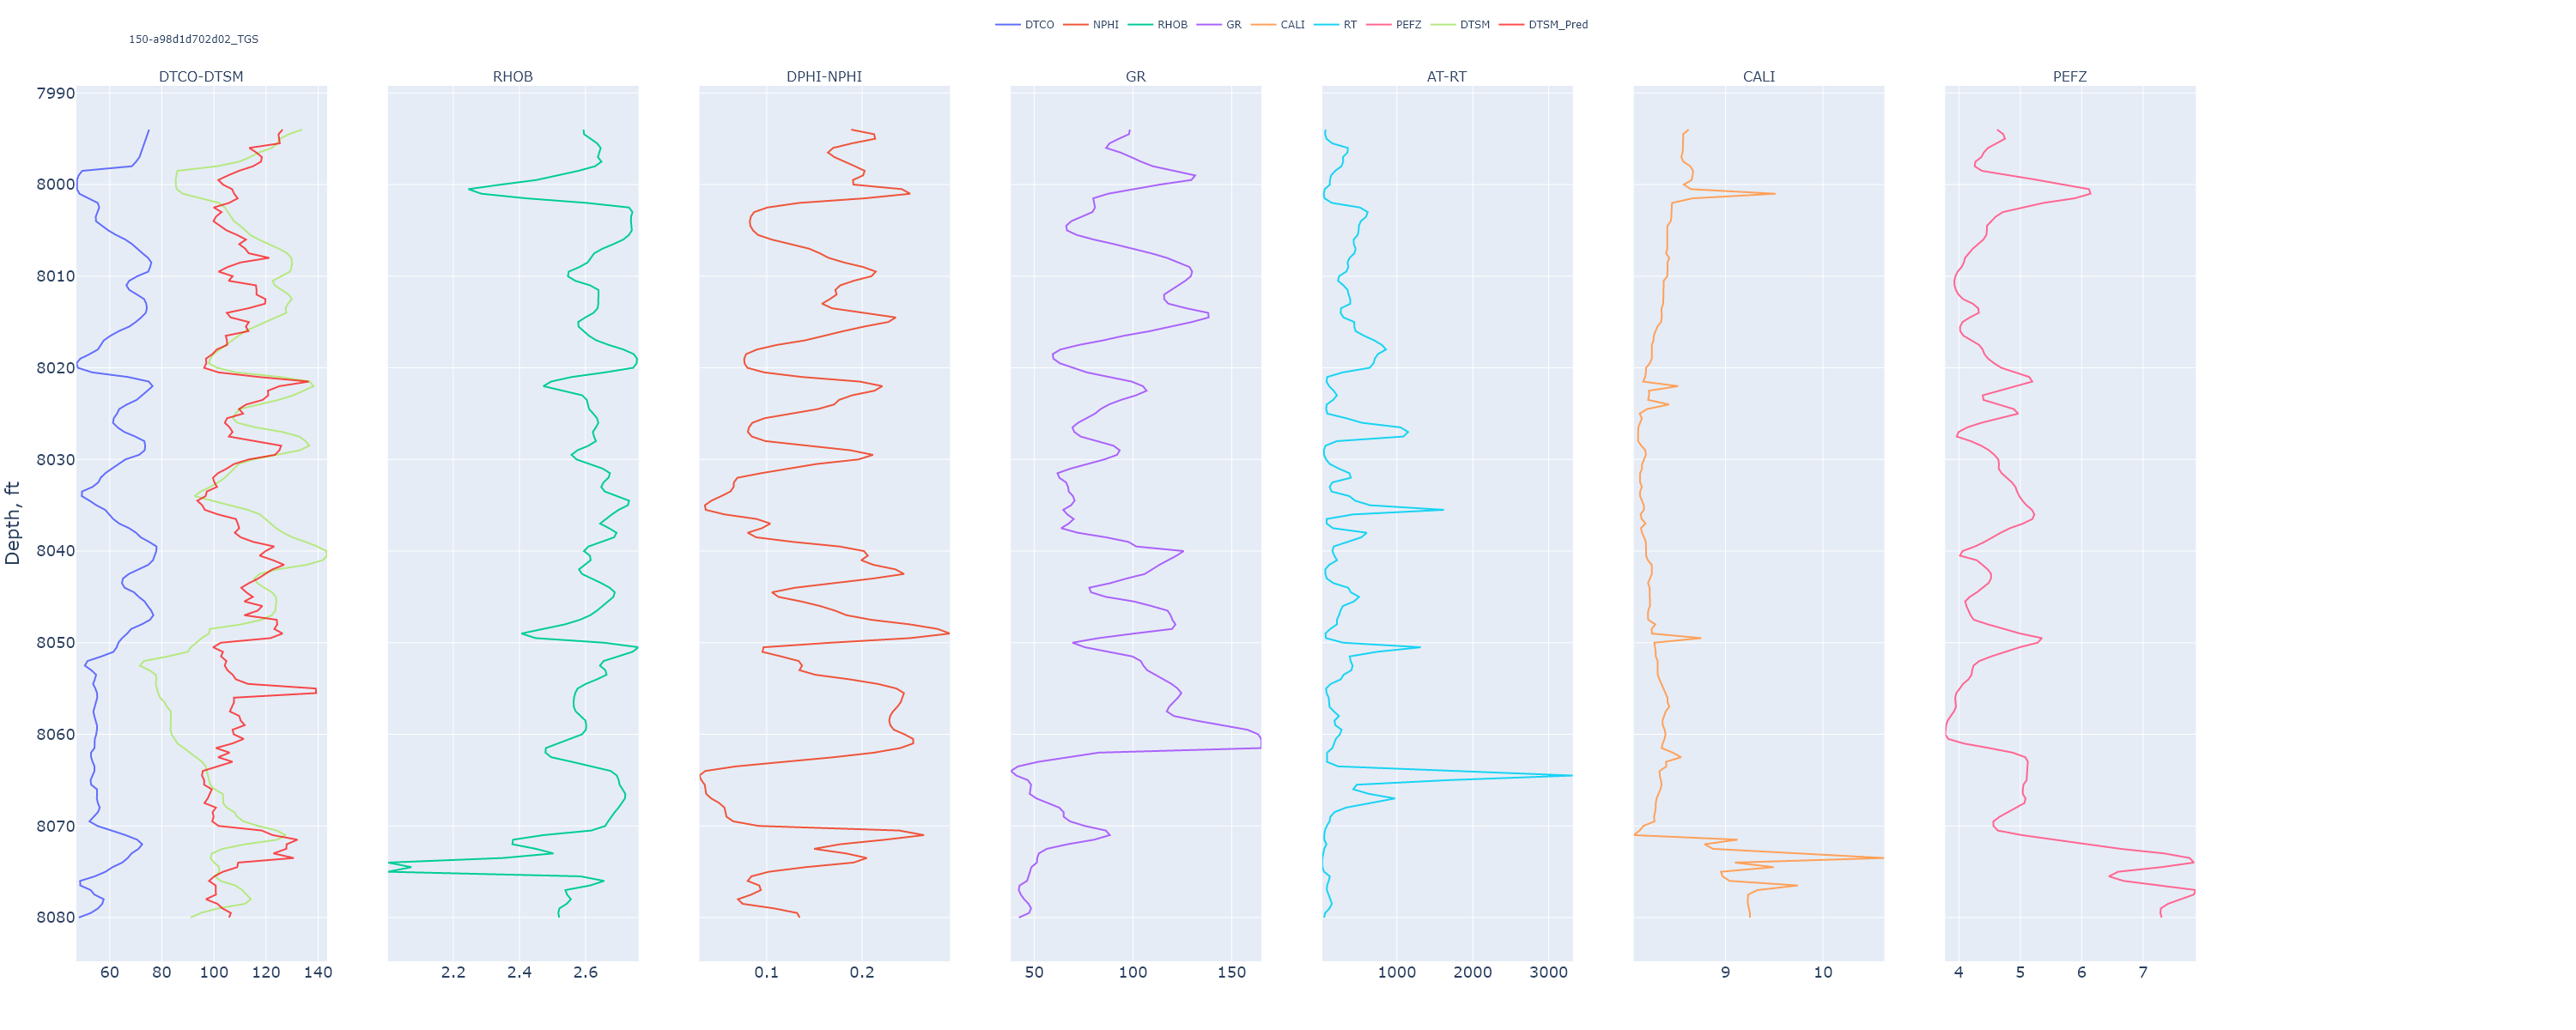 DTCO NPHI RHOB GR CALI RT PEFZ DTSM DTSM_Pred
150-a98d1d702d02_TGS
DTCO-DTSM RHOB DPHI-NPHI GR AT-RT CALI PEFZ
Depth, ft
7990
8000
8010
8020
8030
8040
8050
8060
8070
8080
60 80 100 120 140 2.2 2.4 2.6 0.1 0.2 50 100 150 1000 2000 3000 9 10 4 5 6 7